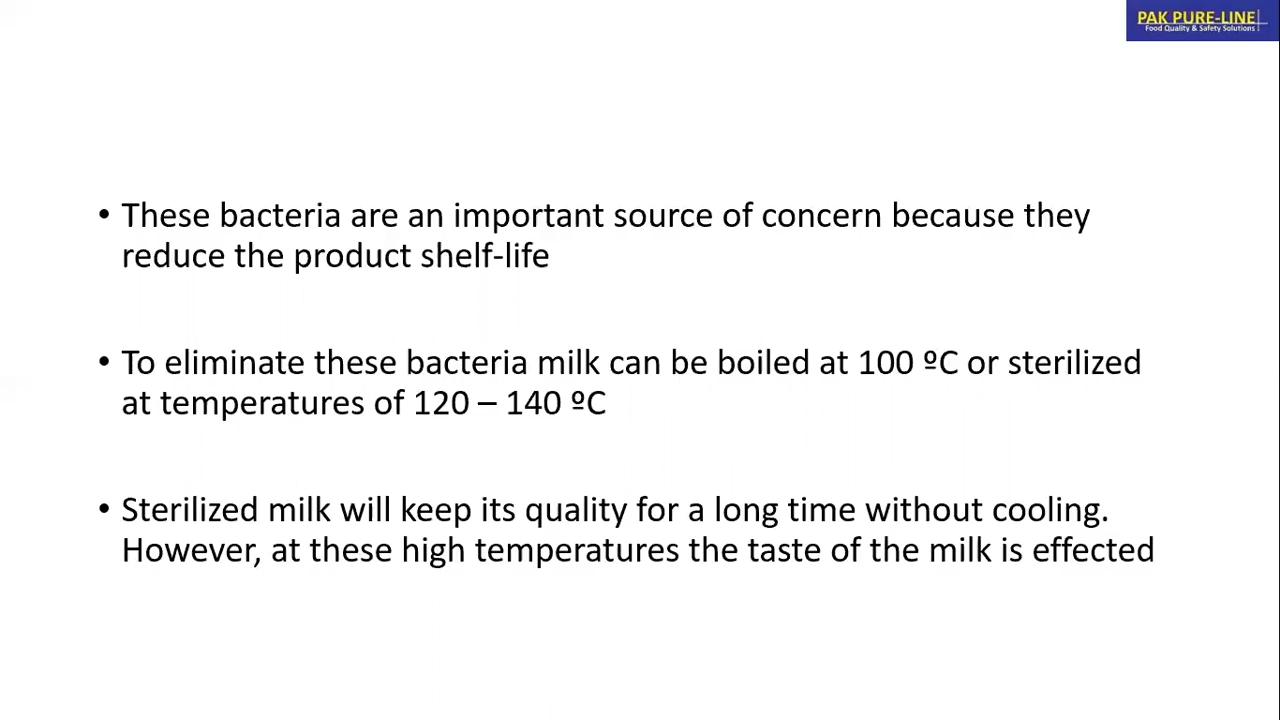 PAK PURE-LINE
Food Quality & Safety Solutions
• These bacteria are an important source of concern because they
reduce the product shelf-life
• To eliminate these bacteria milk can be boiled at 100 ºC or sterilized
at temperatures of 120 – 140 ºC
• Sterilized milk will keep its quality for a long time without cooling.
However, at these high temperatures the taste of the milk is effected